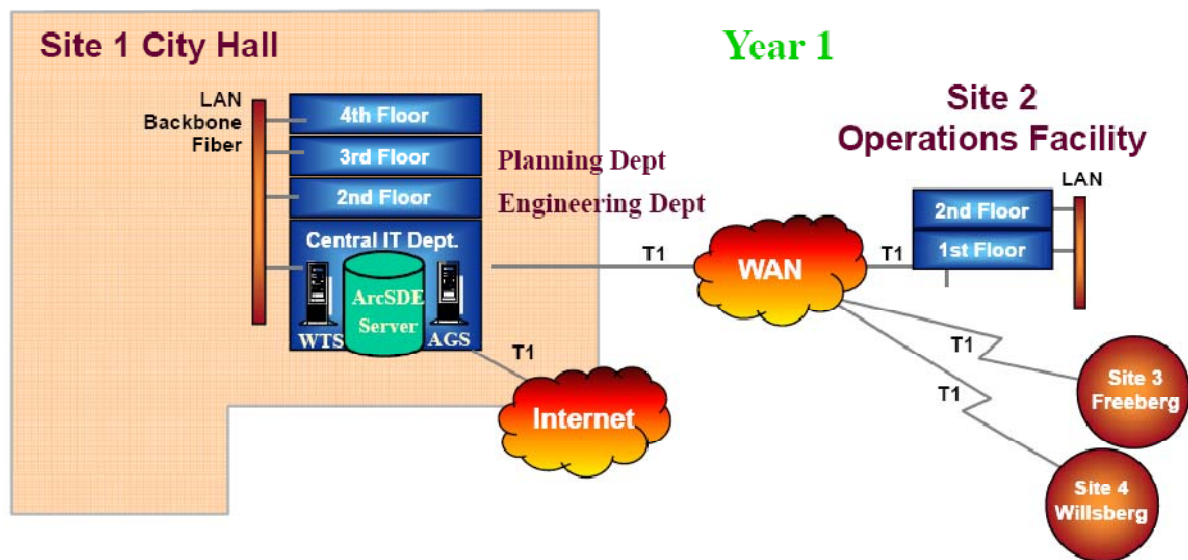 Site 1 City Hall
Year 1
LAN
Backbone
Fiber
4th Floor
3rd Floor
Planning Dept
2nd Floor
Engineering Dept
Central IT Dept.
ArcSDE
Server
WTS
AGS
T1
Internet
T1
WAN
T1
Site 2
Operations Facility
LAN
2nd Floor
1st Floor
T1
Site 3
Freeberg
T1
Site 4
Willsberg